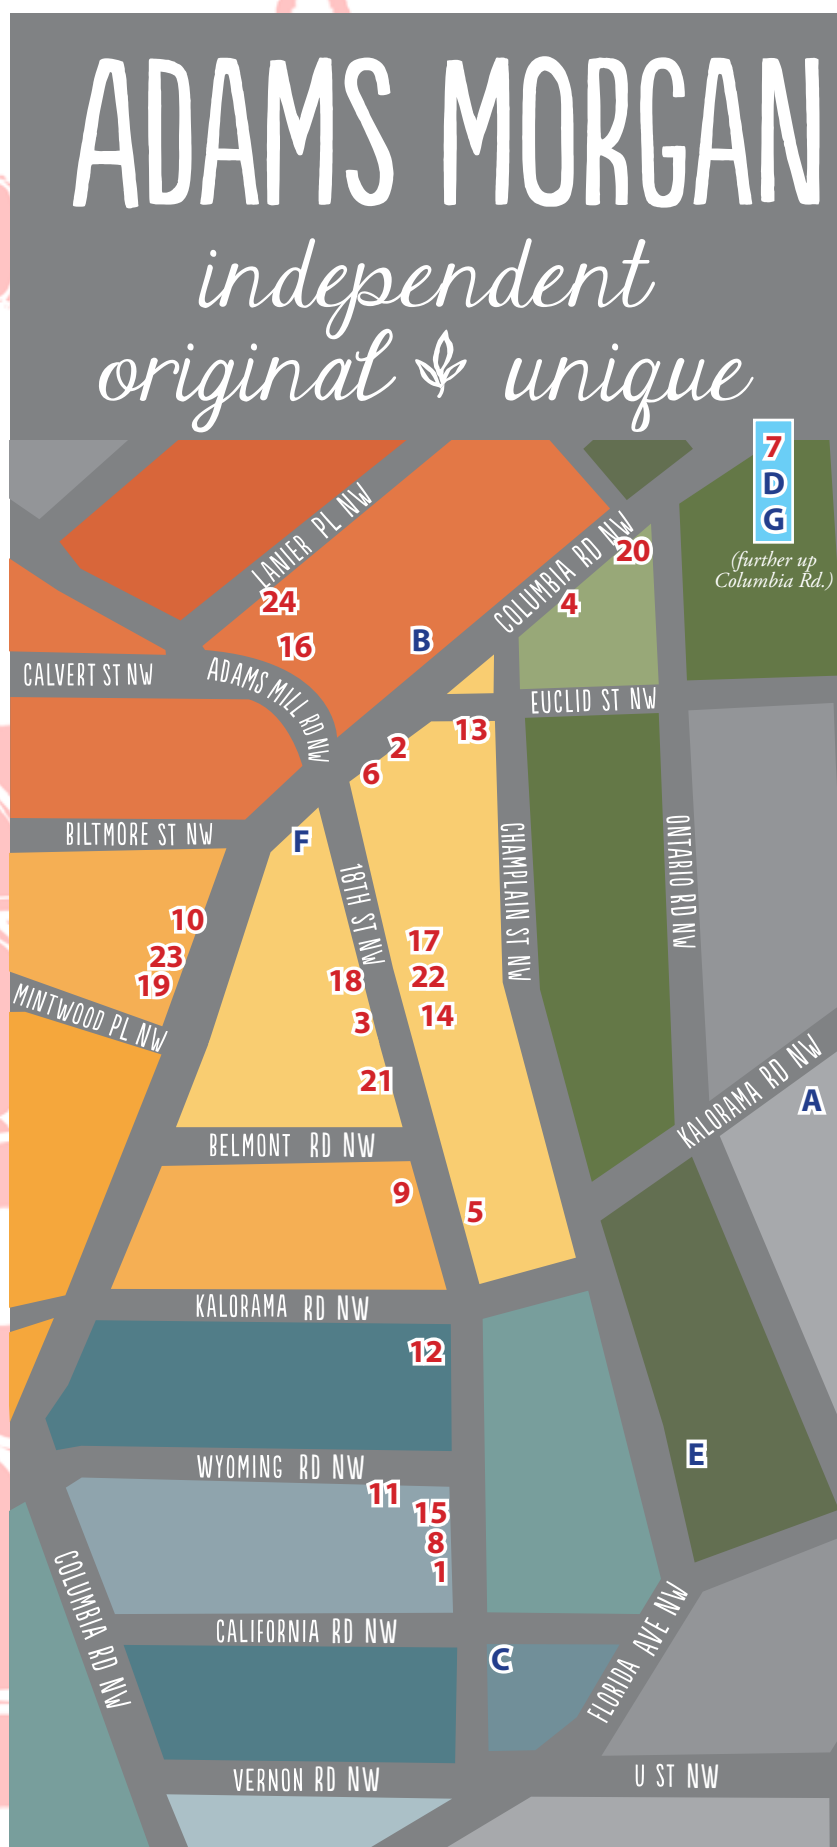 ADAMS MORGAN
independent
original unique
7
D
G
(further up
Columbia Rd.)
LANIER PL NW
COLUMBIA RD NW
20
24
4
16
B
CALVERT ST NW
ADAMS MILL RD NW
EUCLID ST NW
13
2
6
BILTMORE ST NW
F
18TH ST NW
CHAMPLAIN ST NW
ONTARIO RD NW
10
17
23
22
19
18
MINTWOOD PL NW
3
14
KALORAMA RD NW
21
A
BELMONT RD NW
9
5
KALORAMA RD NW
12
E
WYOMING RD NW
11
15
8
1
COLUMBIA RD NW
CALIFORNIA RD NW
C
FLORIDA AVE NW
VERNON RD NW
U ST NW